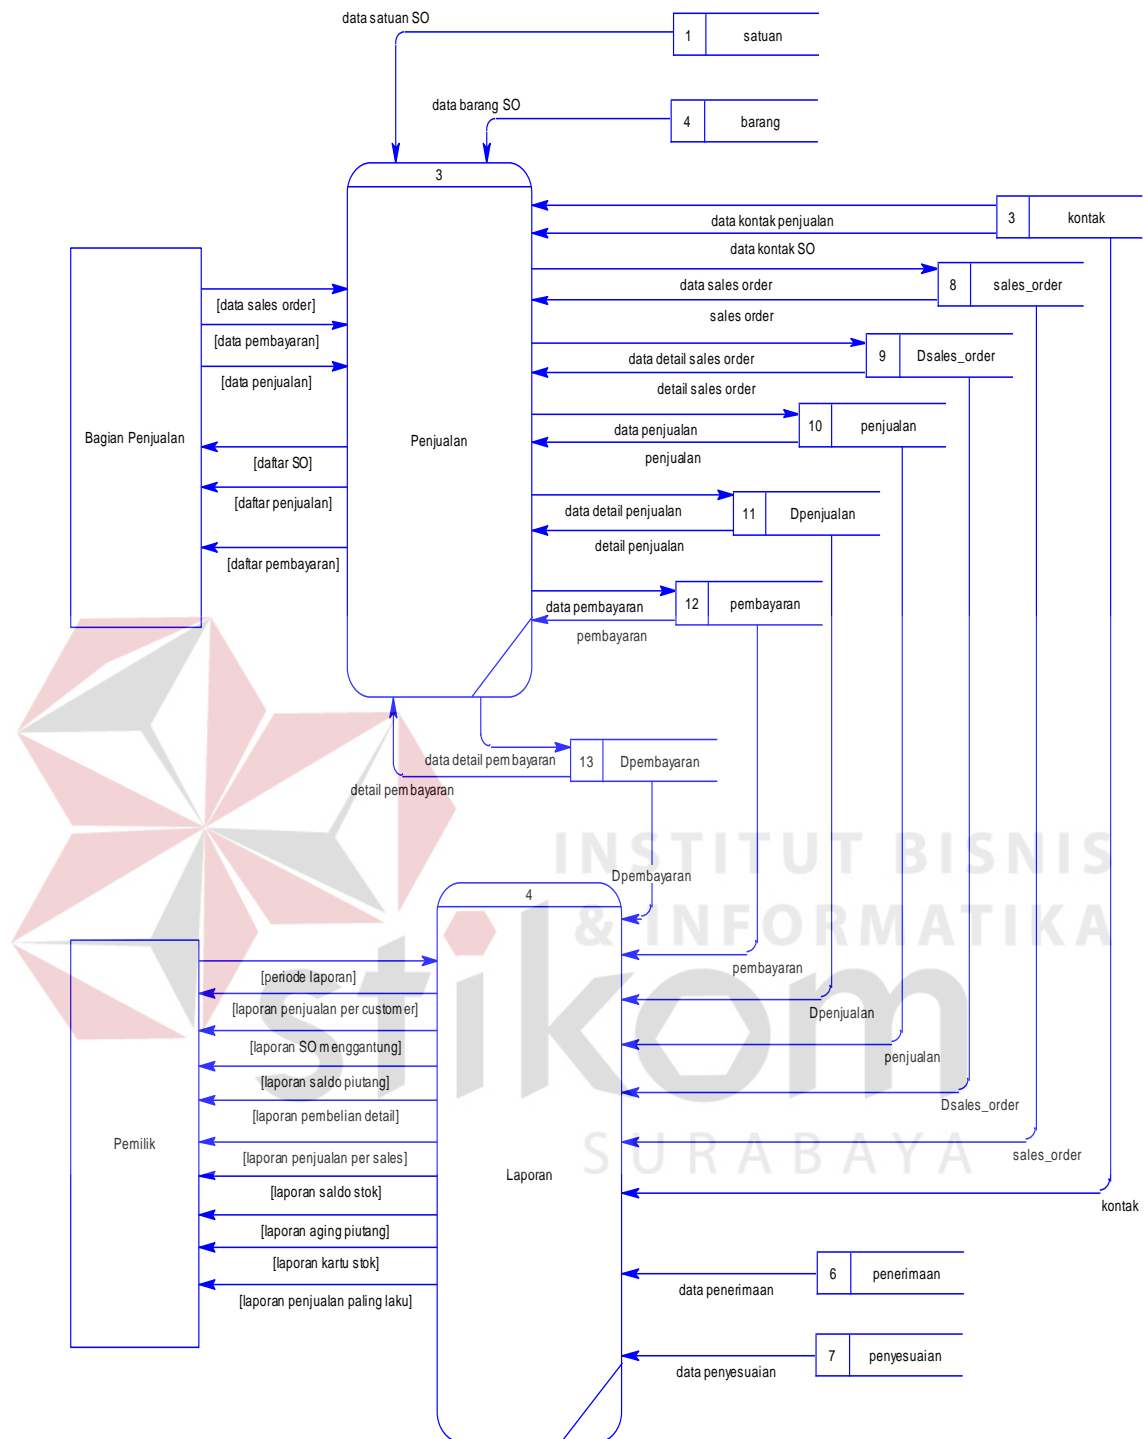 data satuan SO
1 satuan
data barang SO
4 barang
3
data kontak penjualan
3 kontak
data kontak SO
data sales order
8 sales_order
sales order
[data sales order]
[data pembayaran]
[data penjualan]
data detail sales order
9 Dsales_order
detail sales order
Bagian Penjualan
Penjualan
data penjualan
10 penjualan
penjualan
[daftar SO]
[daftar penjualan]
[daftar pembayaran]
data detail penjualan
11 Dpenjualan
detail penjualan
data pembayaran
12 pembayaran
pembayaran
data detail pembayaran
13 Dpembayaran
detail pembayaran
INSTITUT BISNIS
& INFORMATIKA
stikom
SURABAYA
Dpembayaran
4
pembayaran
Dpenjualan
penjualan
Dsales_order
sales_order
kontak
[periode laporan]
[laporan penjualan per customer]
[laporan SO menggantung]
[laporan saldo piutang]
[laporan pembelian detail]
Pemilik
[laporan penjualan per sales]
Laporan
[laporan saldo stok]
[laporan aging piutang]
[laporan kartu stok]
[laporan penjualan paling laku]
data penerimaan
6 penerimaan
data penyesuaian
7 penyesuaian